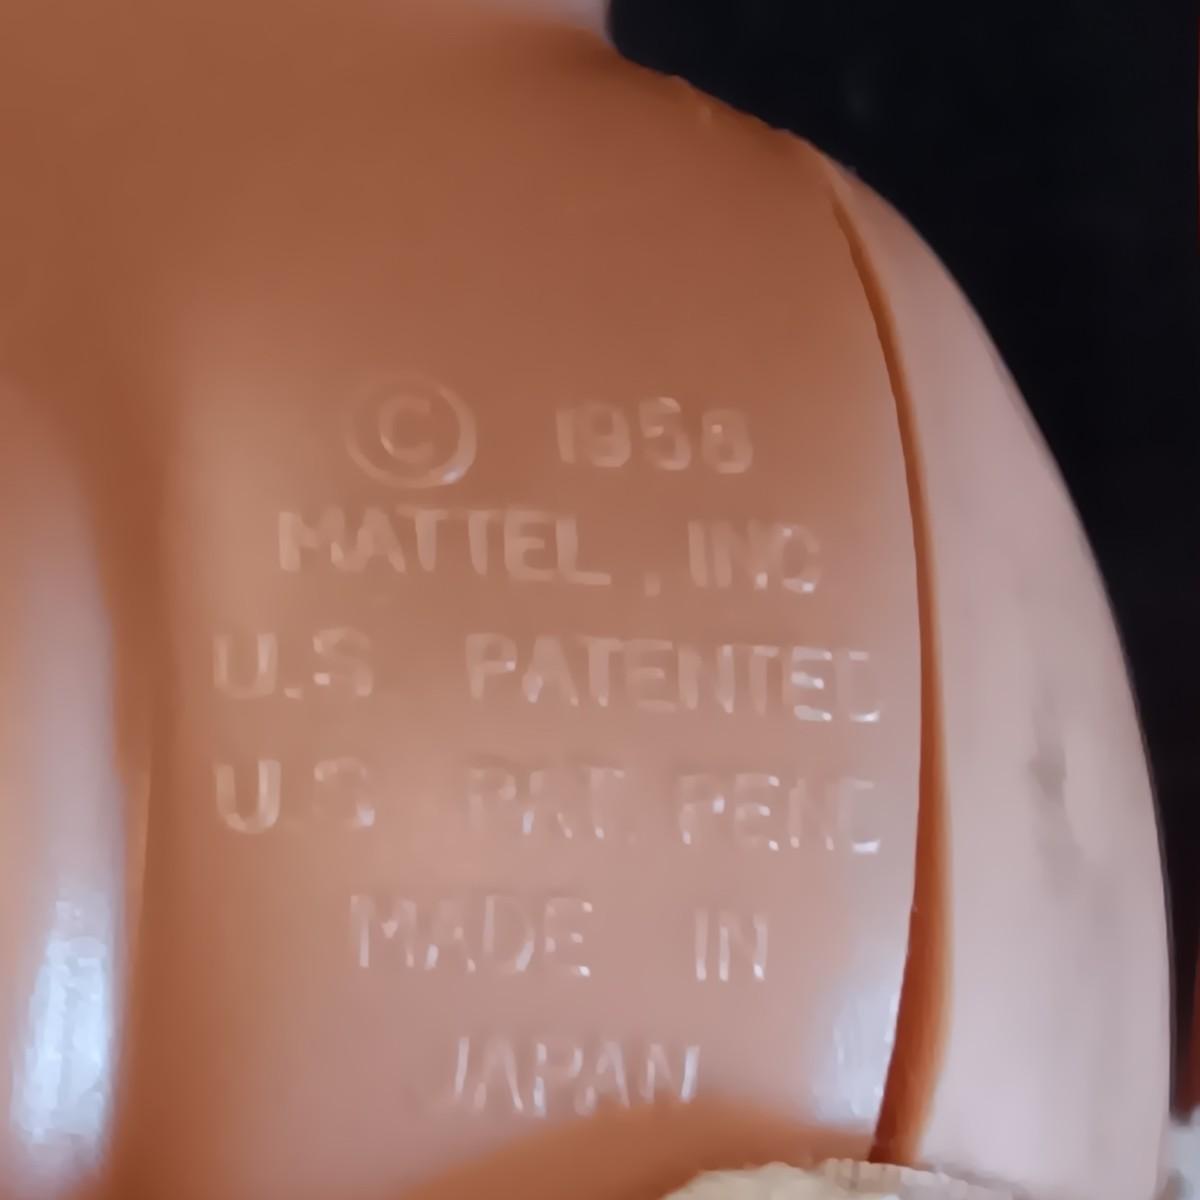 © 1958
MATTEL, INC
U.S PATENTED
U.S PAT. PEND
MADE IN
JAPAN